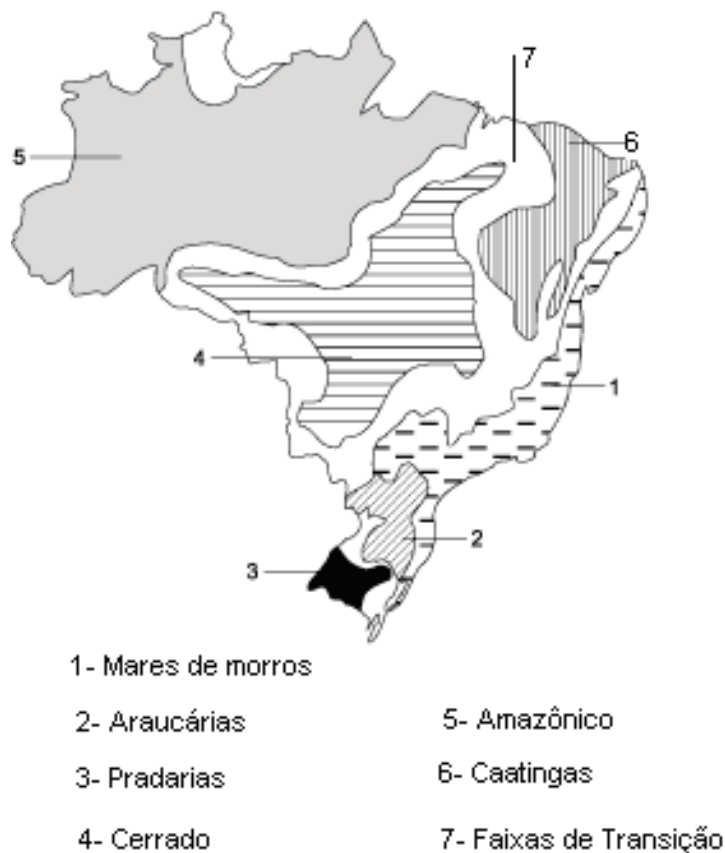 7
6
5
4
1
2
3
1- Mares de morros
2- Araucárias
5- Amazônico
3- Pradarias
6- Caatingas
4- Cerrado
7- Faixas de Transição